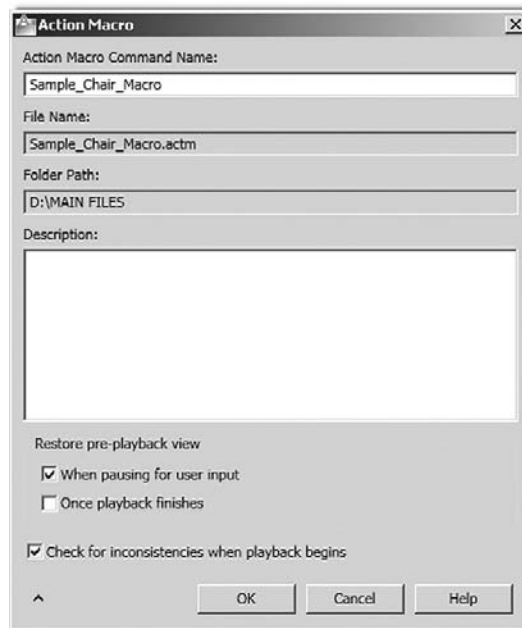 Action Macro
Action Macro Command Name:
Sample_Chair_Macro
File Name:
Sample_Chair_Macro.actm
Folder Path:
D:\MAIN FILES
Description:
Restore pre-playback view
When pausing for user input
Once playback finishes
Check for inconsistencies when playback begins
OK Cancel Help